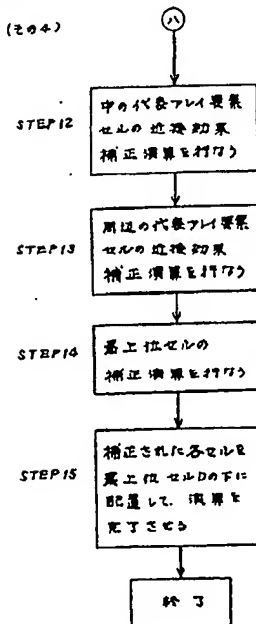 (その4)
ハ
STEP12
中の代表アレイ要素
セルの近接効果
補正演算を行なう
STEP13
周辺の代表アレイ要素
セルの近接効果
補正演算を行なう
STEP14
最上位セルの
補正演算を行なう
STEP15
補正された各セルを
最上位セルDの下に
配置して、演算を
完了させる
終了